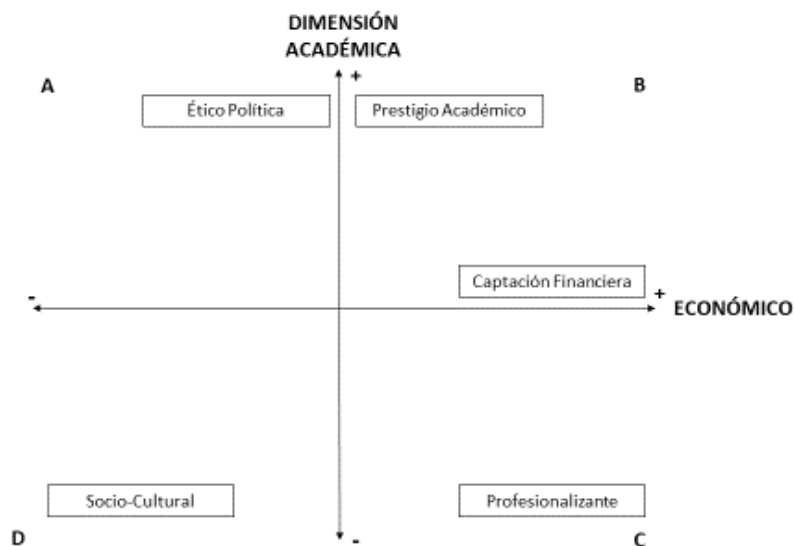 DIMENSIÓN
ACADÉMICA
A
+
B
Ético Política
Prestigio Académico
Captación Financiera
-
+
ECONÓMICO
Socio-Cultural
Profesionalizante
D
-
C